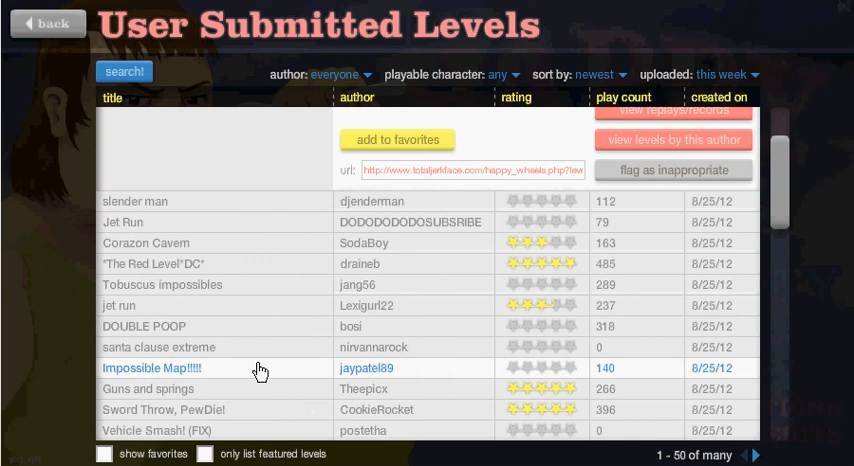 back
User Submitted Levels
search!
author: everyone playable character: any sort by: newest uploaded: this week
title author rating play count created on
view replays/records
add to favorites view levels by this author
url: http://www.totaljerkface.com/happy_wheels.php?lev flag as inappropriate
slender man djenderman 112 8/25/12
Jet Run DODODODODOSUBSRIBE 79 8/25/12
Corazon Cavern SodaBoy 163 8/25/12
*The Red Level*DC* draineb 485 8/25/12
Tobuscus impossibles jang56 289 8/25/12
jet run Lexigurl22 237 8/25/12
DOUBLE POOP bosi 318 8/25/12
santa clause extreme nirvannarock 0 8/25/12
Impossible Map!!!!! jaypatel89 140 8/25/12
Guns and springs Theepicx 266 8/25/12
Sword Throw, PewDie! CookieRocket 396 8/25/12
Vehicle Smash! (FIX) postetha 0 8/25/12
show favorites only list featured levels 1 - 50 of many